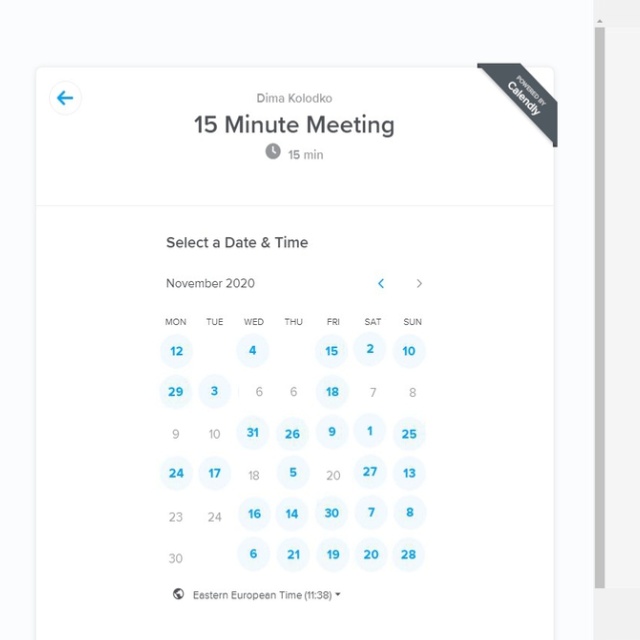 POWERED BY
Calendly
Dima Kolodko
15 Minute Meeting
15 min
Select a Date & Time
November 2020
MON TUE WED THU FRI SAT SUN
12 4 15 2 10
29 3 6 6 18 7 8
9 10 31 26 9 1 25
24 17 18 5 20 27 13
23 24 16 14 30 7 8
30 6 21 19 20 28
Eastern European Time (11:38)